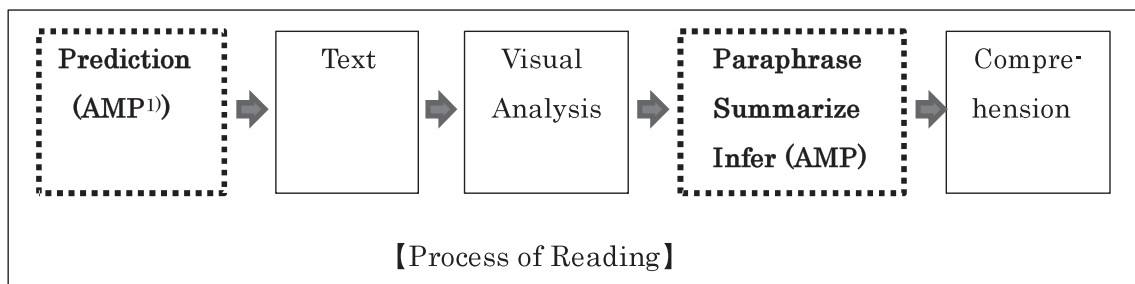 Prediction
(AMP¹⁾)
Text
Visual
Analysis
Paraphrase
Summarize
Infer (AMP)
Compre-
hension
【Process of Reading】